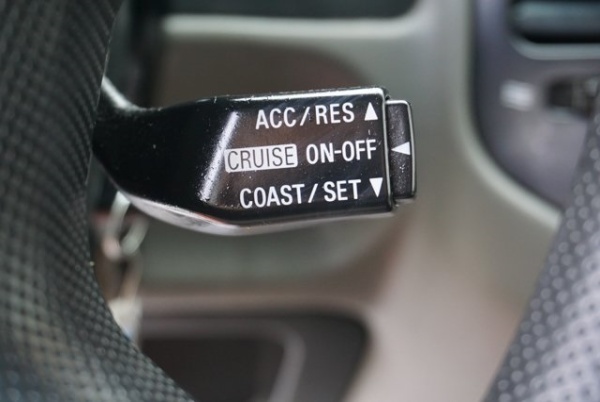 ACC/RES ▲
CRUISE ON-OFF ◀
COAST/SET ▼